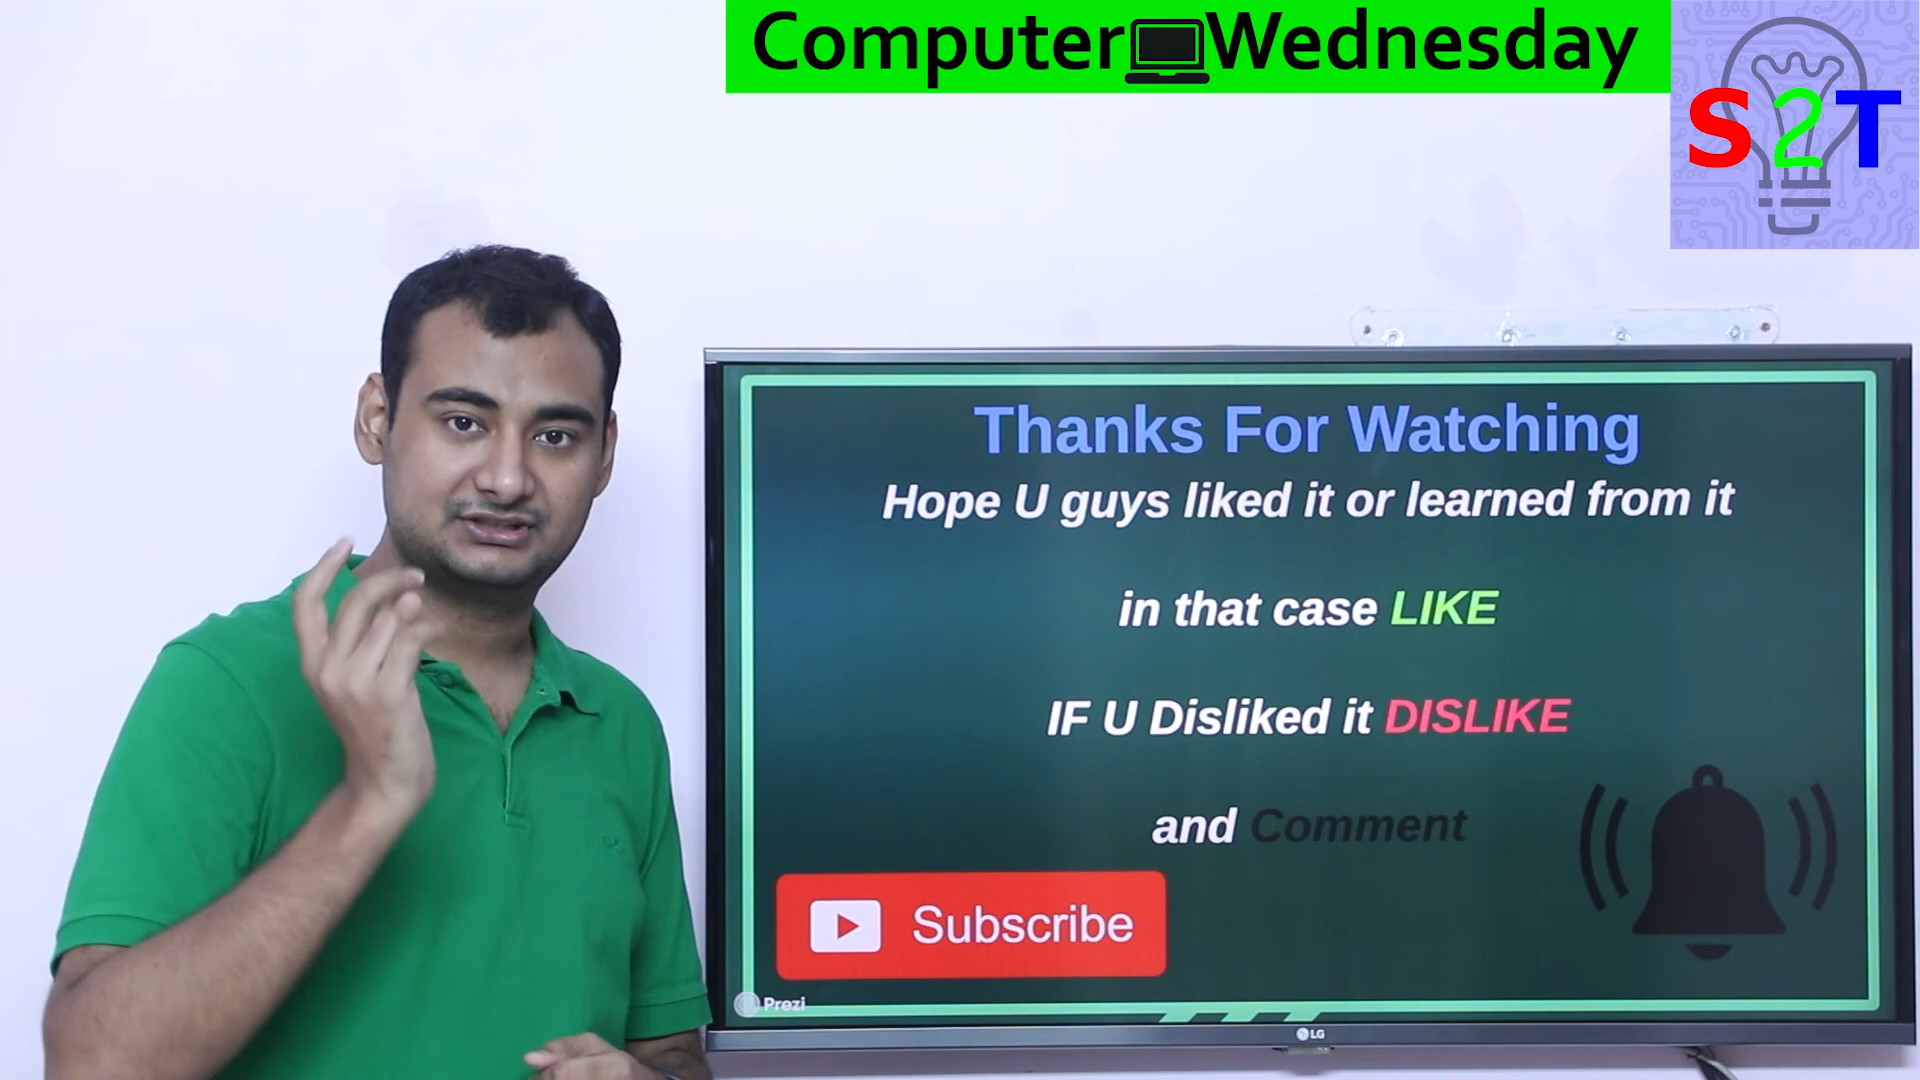 Computer Wednesday
S2T
Thanks For Watching
Hope U guys liked it or learned from it
in that case LIKE
IF U Disliked it DISLIKE
and Comment
Subscribe
Prezi
LG